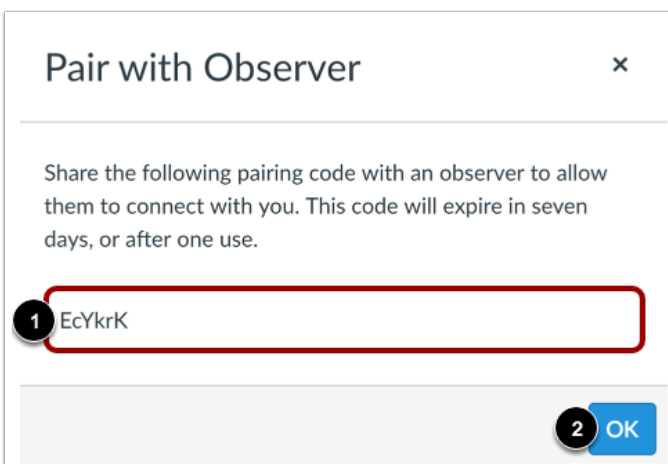 Pair with Observer ×
Share the following pairing code with an observer to allow
them to connect with you. This code will expire in seven
days, or after one use.
1 EcYkrK
2 OK